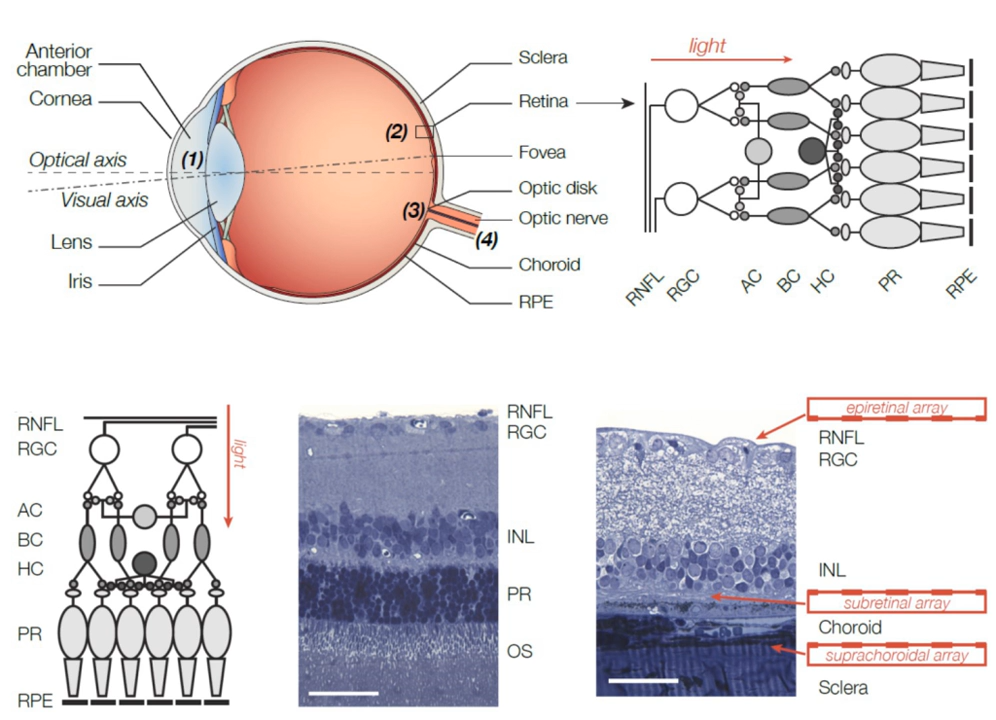 Anterior
chamber
Cornea
Optical axis
Visual axis
Lens
Iris
(1)
(2)
(3)
(4)
Sclera
Retina
Fovea
Optic disk
Optic nerve
Choroid
RPE
light
RNFL
RGC
AC
BC
HC
PR
RPE
RNFL
RGC
AC
BC
HC
PR
RPE
light
RNFL
RGC
INL
PR
OS
epiretinal array
RNFL
RGC
INL
subretinal array
Choroid
suprachoroidal array
Sclera